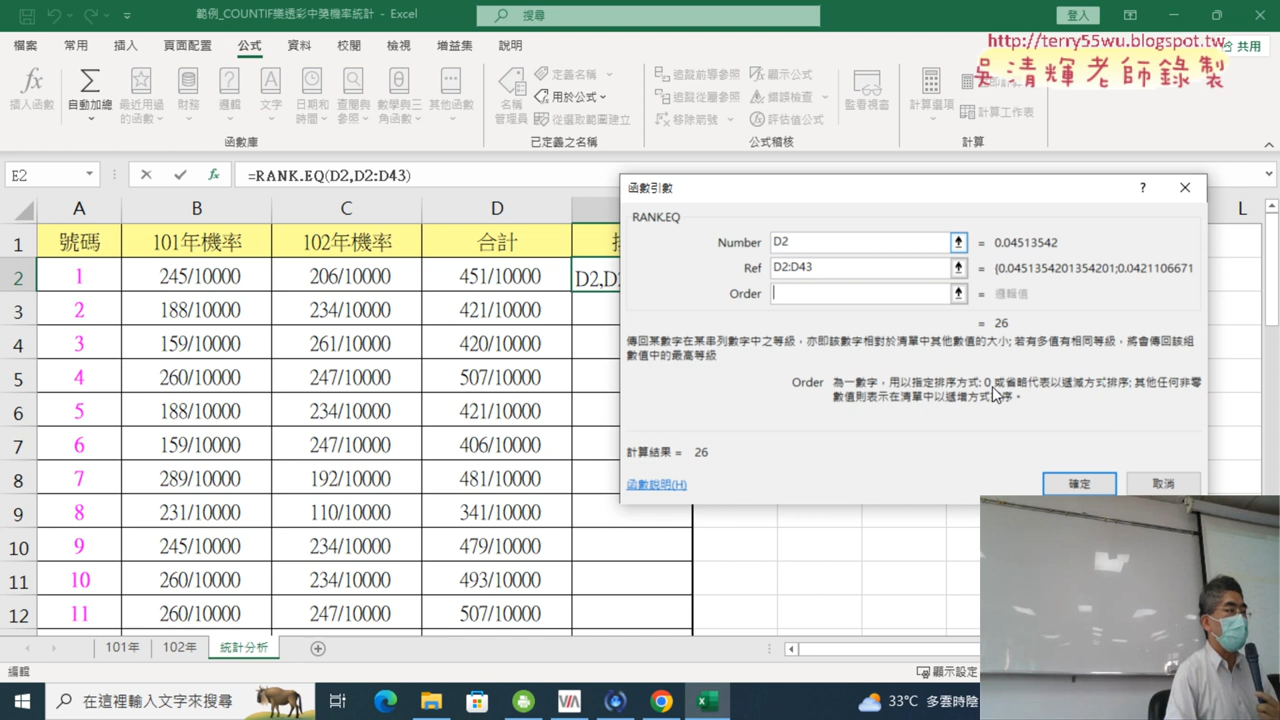 範例_COUNTIF樂透彩中獎機率統計 - Excel
搜尋
登入
http://terry55wu.blogspot.tw
吳清輝老師錄製
檔案 常用 插入 頁面配置 公式 資料 校閱 檢視 增益集 說明
共用
插入函數 自動加總 最近用過的函數 財務 邏輯 文字 日期和時間 查閱與參照 數學與三角函數 其他函數
函數庫
名稱管理員 定義名稱 用於公式 從選取範圍建立
已定義之名稱
追蹤前導參照 追蹤從屬參照 移除箭號 顯示公式 錯誤檢查 評估值公式 監看視窗
公式稽核
計算選項 計算工作表
計算
E2
=RANK.EQ(D2,D2:D43)
A B C D L
1 號碼 101年機率 102年機率 合計
2 1 245/10000 206/10000 451/10000
3 2 188/10000 234/10000 421/10000
4 3 159/10000 261/10000 420/10000
5 4 260/10000 247/10000 507/10000
6 5 188/10000 234/10000 421/10000
7 6 159/10000 247/10000 406/10000
8 7 289/10000 192/10000 481/10000
9 8 231/10000 110/10000 341/10000
10 9 245/10000 234/10000 479/10000
11 10 260/10000 234/10000 493/10000
12 11 260/10000 247/10000 507/10000
函數引數
RANK.EQ
Number D2 = 0.04513542
Ref D2:D43 = {0.0451354201354201;0.0421106671
Order = 邏輯值
= 26
傳回某數字在某串列數字中之等級，亦即該數字相對於清單中其他數值的大小; 若有多值有相同等級，將會傳回該組
數值中的最高等級
Order 為一數字，用以指定排序方式: 0 或省略代表以遞減方式排序; 其他任何非零
數值則表示在清單中以遞增方式排序。
計算結果 = 26
函數說明(H)
確定 取消
101年 102年 統計分析
編輯
顯示設定
在這裡輸入文字來搜尋
33°C 多雲時陰